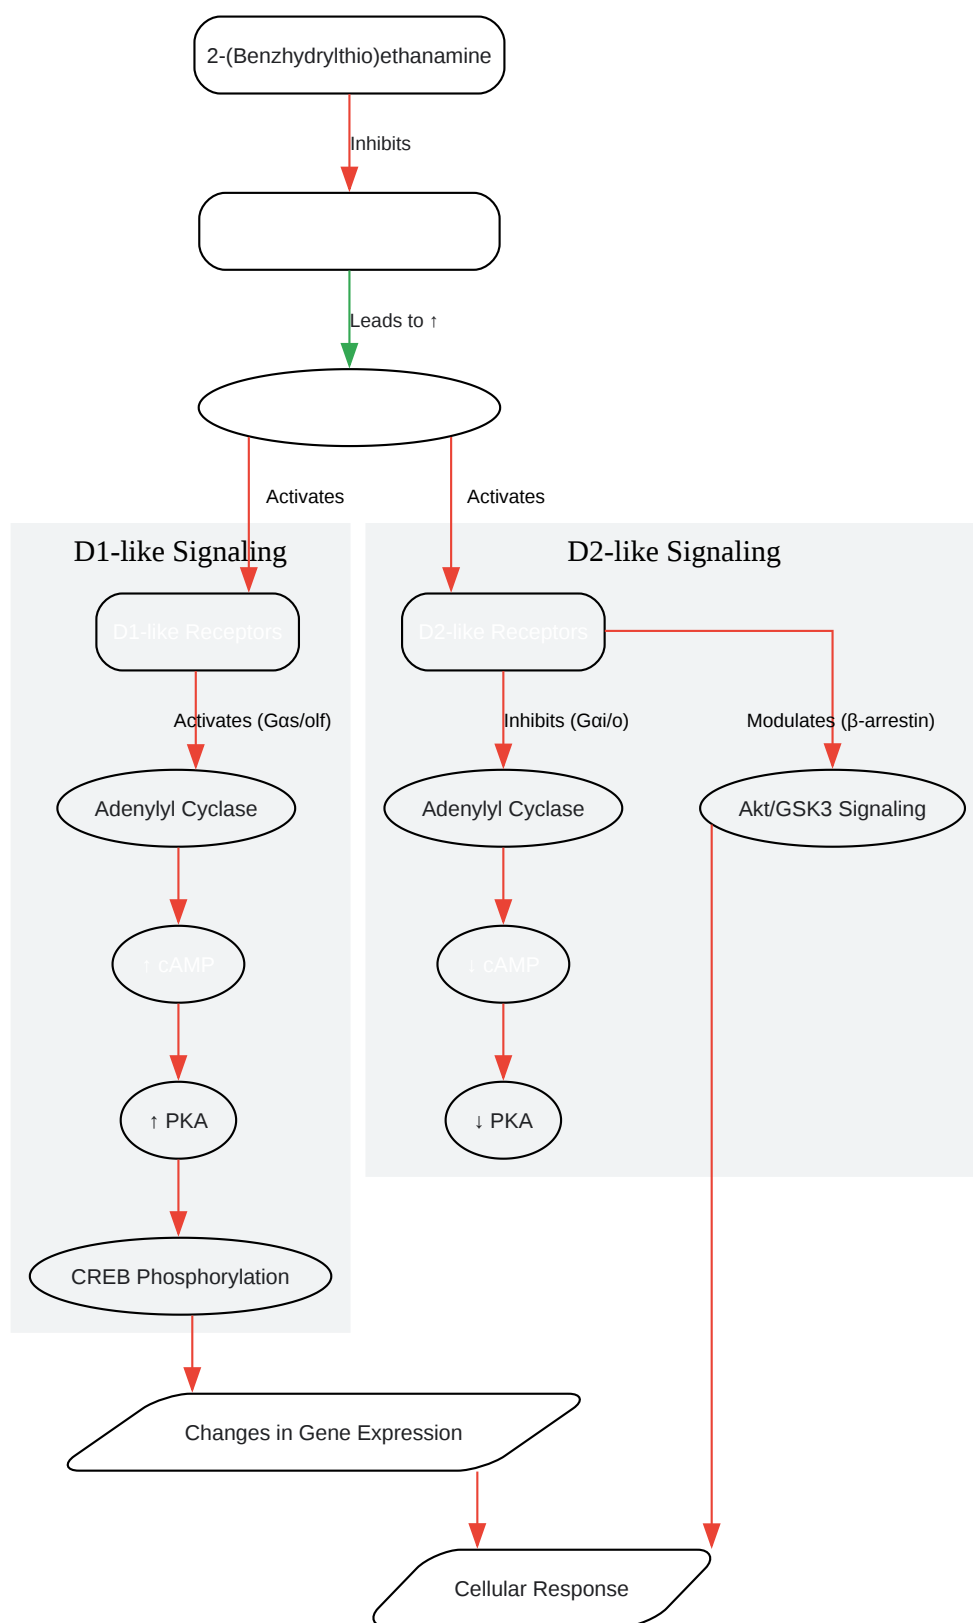 2-(Benzhydrylthio)ethanamine
Inhibits
Leads to ↑
Activates
Activates
D1-like Signaling
D2-like Signaling
D1-like Receptors
D2-like Receptors
Activates (Gαs/olf)
Inhibits (Gαi/o)
Modulates (β-arrestin)
Adenylyl Cyclase
Adenylyl Cyclase
Akt/GSK3 Signaling
↑ cAMP
↓ cAMP
↑ PKA
↓ PKA
CREB Phosphorylation
Changes in Gene Expression
Cellular Response